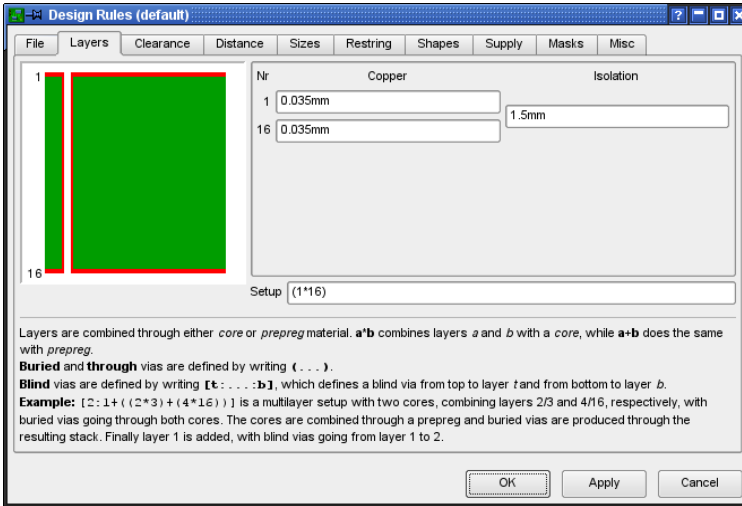 Design Rules (default)
File Layers Clearance Distance Sizes Restring Shapes Supply Masks Misc
1
16
Nr Copper Isolation
1 0.035mm
1.5mm
16 0.035mm
Setup (1*16)
Layers are combined through either core or prepreg material. a*b combines layers a and b with a core, while a+b does the same
with prepreg.
Buried and through vias are defined by writing (...).
Blind vias are defined by writing [t:...:b], which defines a blind via from top to layer t and from bottom to layer b.
Example: [2:1+((2*3)+(4*16))] is a multilayer setup with two cores, combining layers 2/3 and 4/16, respectively, with
buried vias going through both cores. The cores are combined through a prepreg and buried vias are produced through the
resulting stack. Finally layer 1 is added, with blind vias going from layer 1 to 2.
OK Apply Cancel